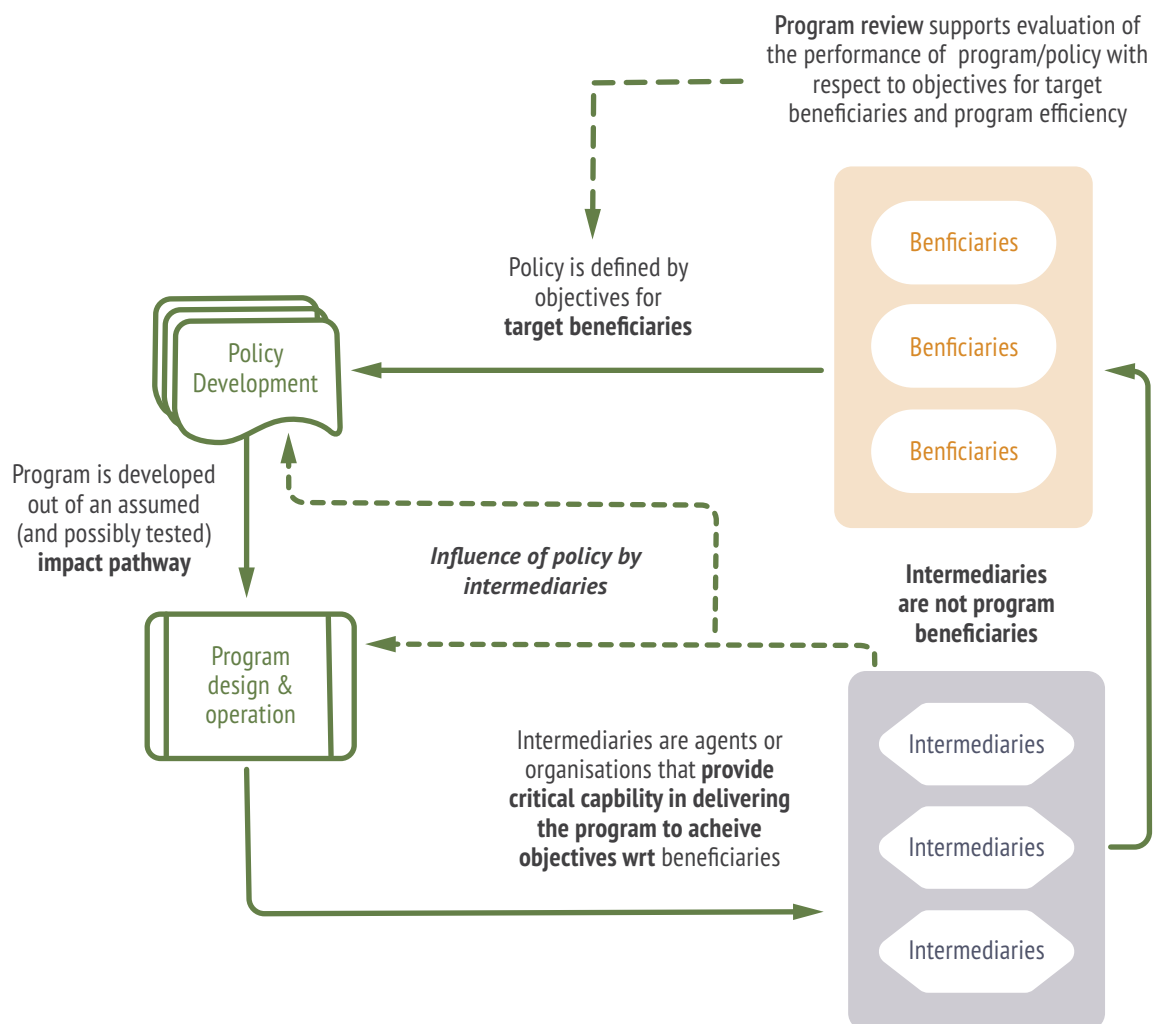 Program review supports evaluation of
the performance of program/policy with
respect to objectives for target
beneficiaries and program efficiency
Benficiaries
Benficiaries
Benficiaries
Policy is defined by
objectives for
target beneficiaries
Policy
Development
Program is developed
out of an assumed
(and possibly tested)
impact pathway
Influence of policy by
intermediaries
Intermediaries
are not program
beneficiaries
Program
design &
operation
Intermediaries are agents or
organisations that provide
critical capbility in delivering
the program to acheive
objectives wrt beneficiaries
Intermediaries
Intermediaries
Intermediaries